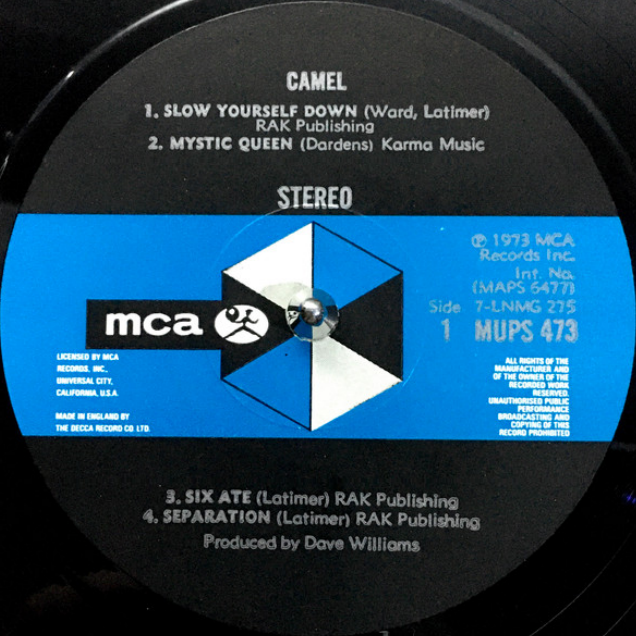 CAMEL
1. SLOW YOURSELF DOWN (Ward, Latimer)
RAK Publishing
2. MYSTIC QUEEN (Dardens) Karma Music
STEREO
℗ 1973 MCA
Records Inc.
Int. No.
(MAPS 6477)
Side 7-LNMG 275
1 MUPS 473
mca
LICENSED BY MCA
RECORDS, INC.,
UNIVERSAL CITY,
CALIFORNIA, U.S.A.
MADE IN ENGLAND BY
THE DECCA RECORD CO LTD.
ALL RIGHTS OF THE
MANUFACTURER AND
OF THE OWNER OF THE
RECORDED WORK
RESERVED.
UNAUTHORISED PUBLIC
PERFORMANCE
BROADCASTING AND
COPYING OF THIS
RECORD PROHIBITED
3. SIX ATE (Latimer) RAK Publishing
4. SEPARATION (Latimer) RAK Publishing
Produced by Dave Williams